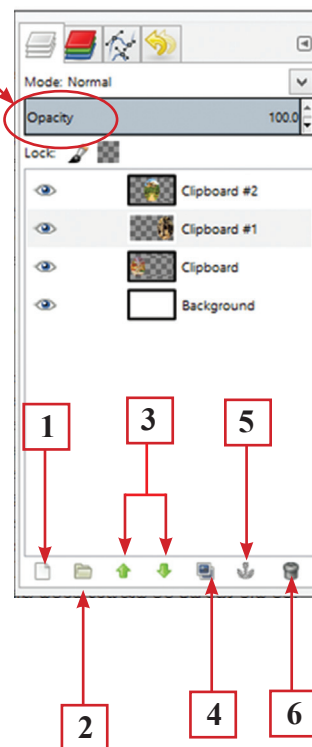 Mode: Normal
Opacity 100.0
Lock:
Clipboard #2
Clipboard #1
Clipboard
Background
1 3 5
2 4 6